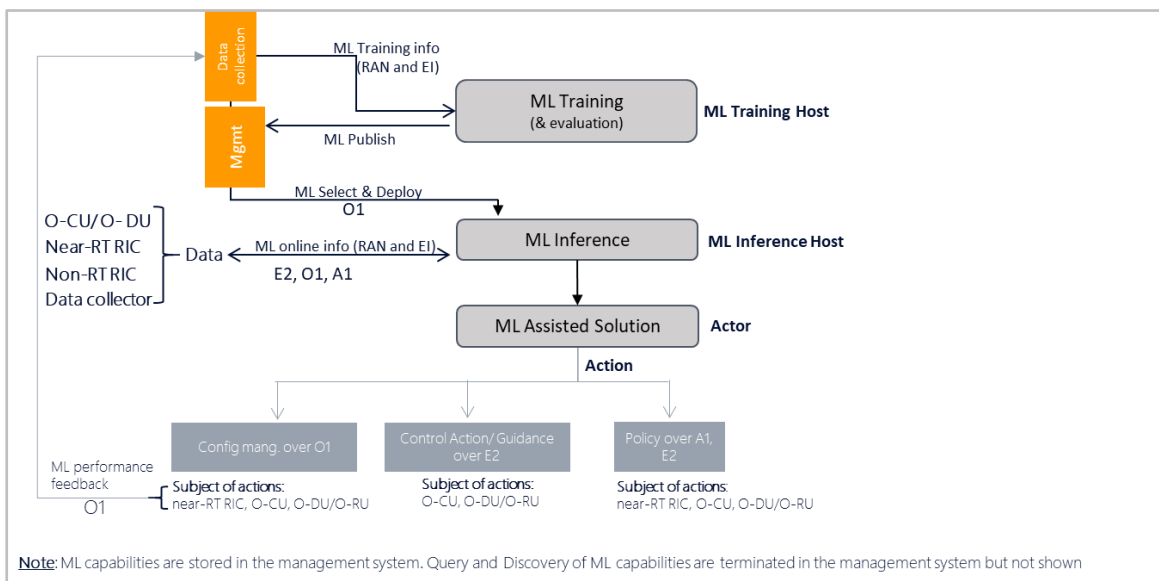 Data
collection
ML Training info
(RAN and EI)
ML Training
(& evaluation)
ML Training Host
ML Publish
Mgmt
ML Select & Deploy
O1
O-CU/O- DU
Near-RT RIC
Non-RT RIC
Data collector
Data
ML online info (RAN and EI)
E2, O1, A1
ML Inference
ML Inference Host
ML Assisted Solution
Actor
Action
Config mang. over O1
Control Action/ Guidance
over E2
Policy over A1,
E2
ML performance
feedback
O1
Subject of actions:
near-RT RIC, O-CU, O-DU/O-RU
Subject of actions:
O-CU, O-DU/O-RU
Subject of actions:
near-RT RIC, O-CU, O-DU/O-RU
Note: ML capabilities are stored in the management system. Query and Discovery of ML capabilities are terminated in the management system but not shown